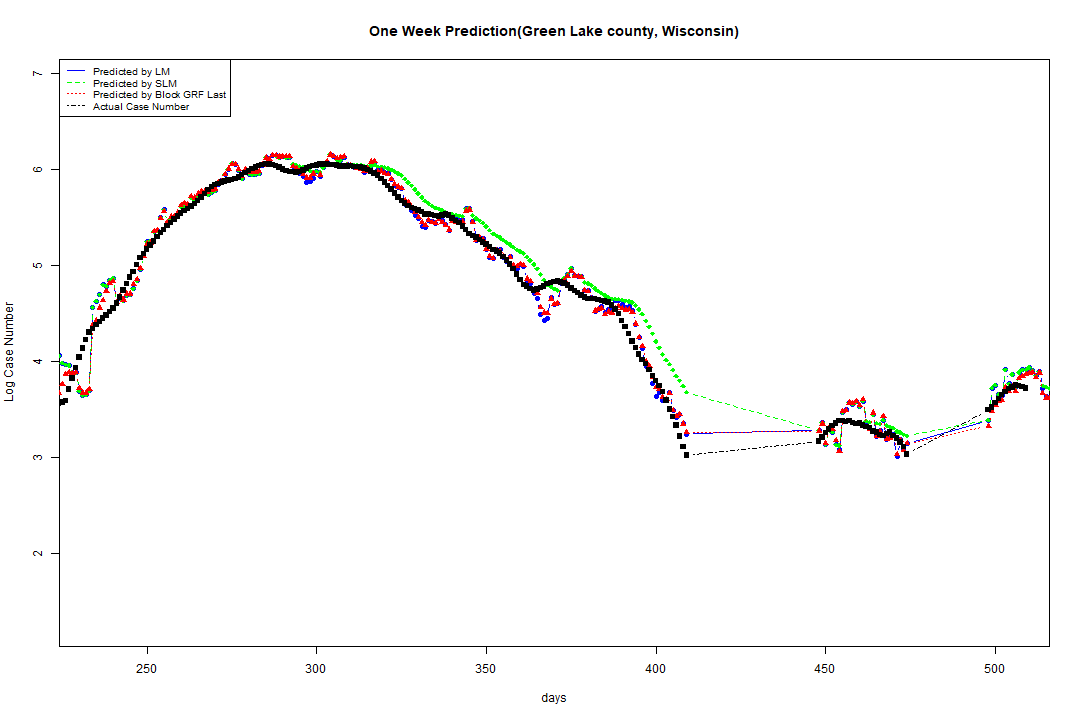 One Week Prediction(Green Lake county, Wisconsin)
Predicted by LM
Predicted by SLM
Predicted by Block GRF Last
Actual Case Number
Log Case Number
7
6
5
4
3
2
250 300 350 400 450 500
days